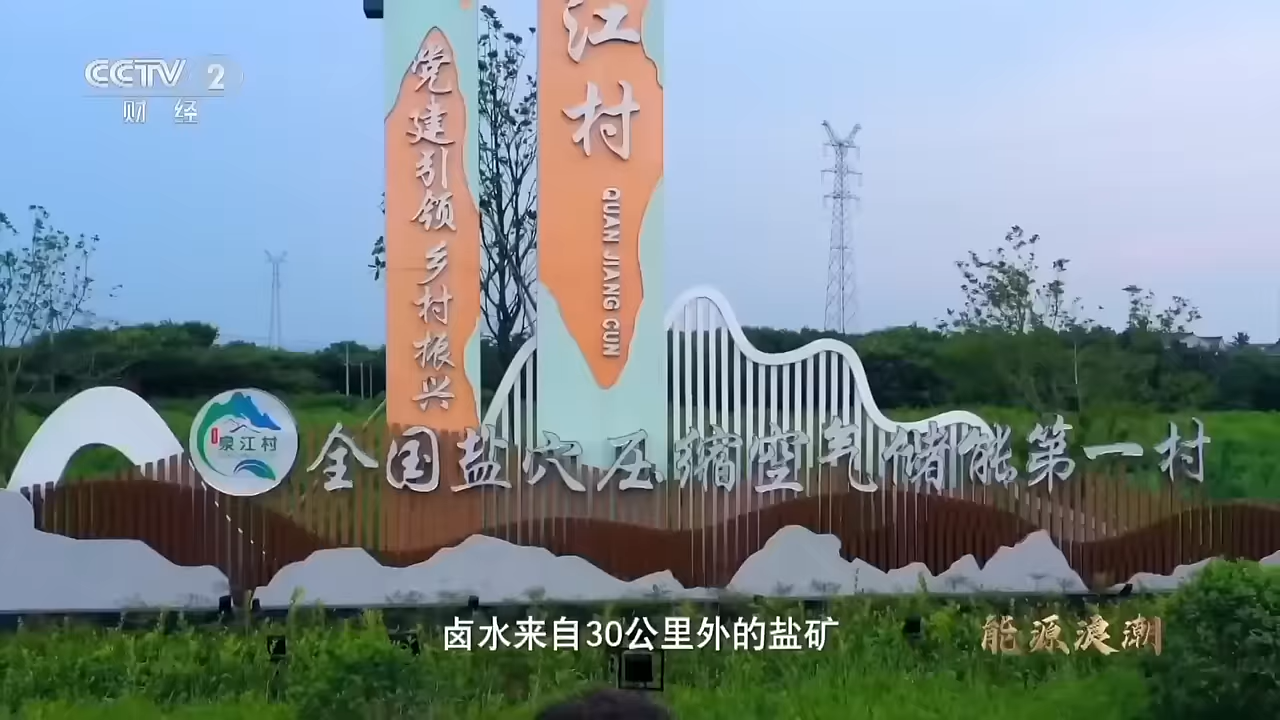 CCTV 2
财 经
党建引领 乡村振兴
江村
QUAN JIANG CUN
泉江村
全国盐穴压缩空气储能第一村
卤水来自30公里外的盐矿
能源浪潮